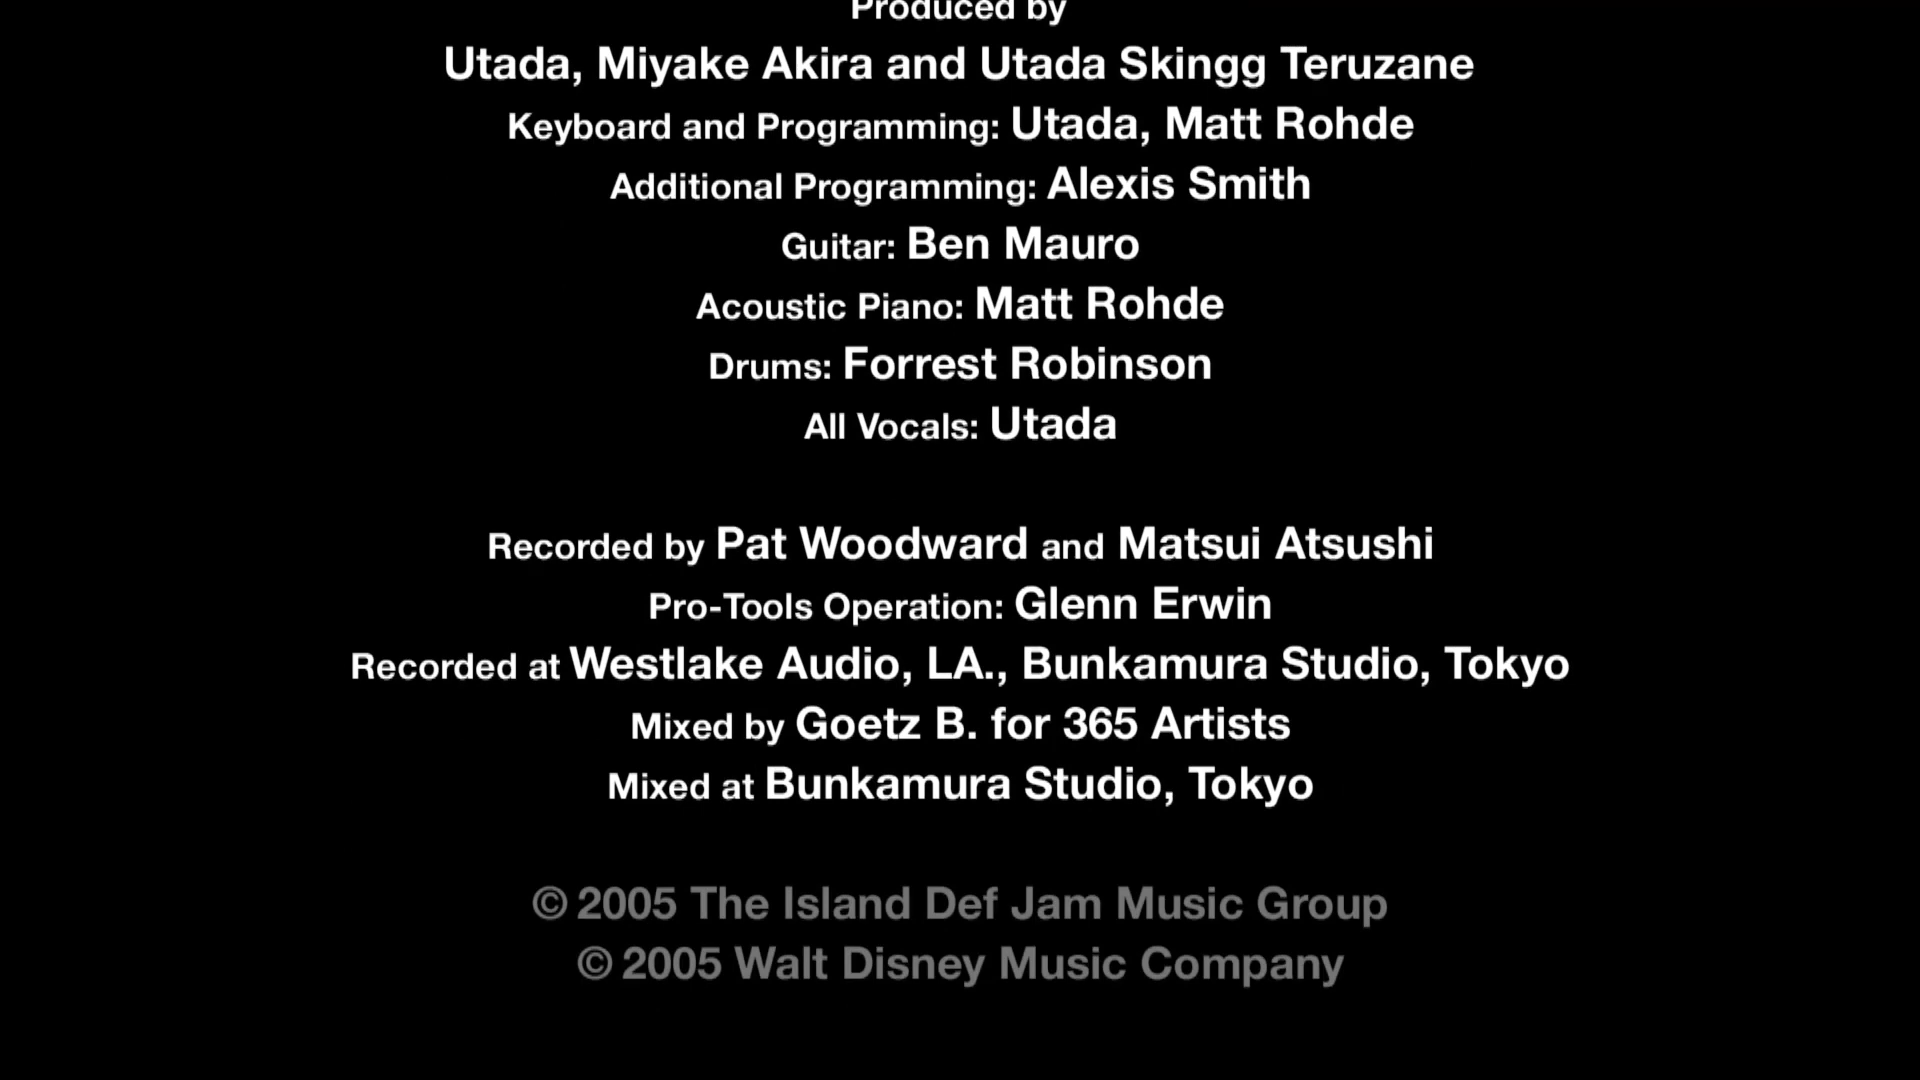 Produced by
Utada, Miyake Akira and Utada Skingg Teruzane
Keyboard and Programming: Utada, Matt Rohde
Additional Programming: Alexis Smith
Guitar: Ben Mauro
Acoustic Piano: Matt Rohde
Drums: Forrest Robinson
All Vocals: Utada
Recorded by Pat Woodward and Matsui Atsushi
Pro-Tools Operation: Glenn Erwin
Recorded at Westlake Audio, LA., Bunkamura Studio, Tokyo
Mixed by Goetz B. for 365 Artists
Mixed at Bunkamura Studio, Tokyo
© 2005 The Island Def Jam Music Group
© 2005 Walt Disney Music Company